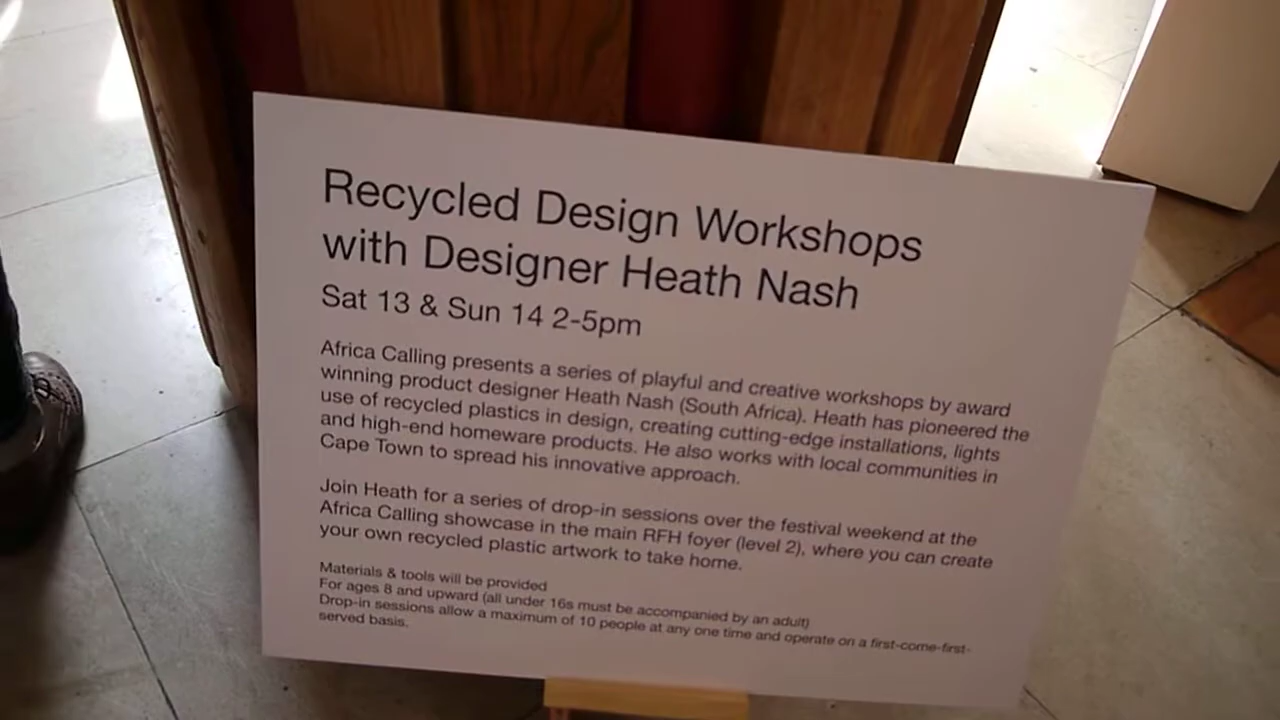 Recycled Design Workshops
with Designer Heath Nash
Sat 13 & Sun 14 2-5pm
Africa Calling presents a series of playful and creative workshops by award
winning product designer Heath Nash (South Africa). Heath has pioneered the
use of recycled plastics in design, creating cutting-edge installations, lights
and high-end homeware products. He also works with local communities in
Cape Town to spread his innovative approach.
Join Heath for a series of drop-in sessions over the festival weekend at the
Africa Calling showcase in the main RFH foyer (level 2), where you can create
your own recycled plastic artwork to take home.
Materials & tools will be provided
For ages 8 and upward (all under 16s must be accompanied by an adult)
Drop-in sessions allow a maximum of 10 people at any one time and operate on a first-come-first-
served basis.